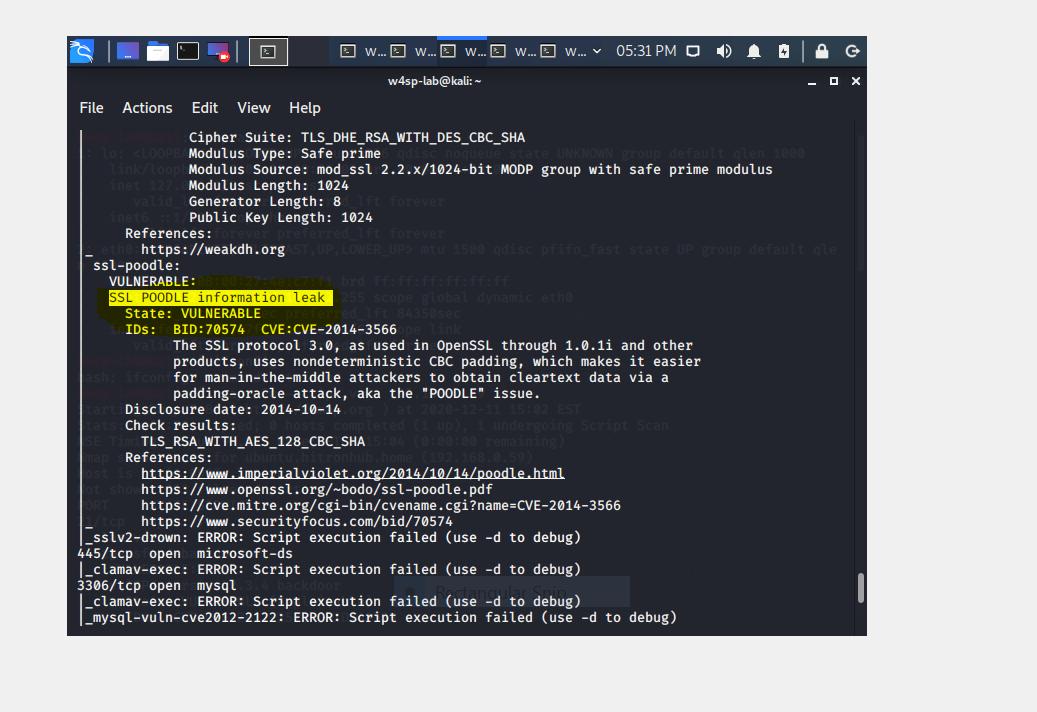 W... W... W... W... W... 05:31 PM
w4sp-lab@kali: ~
File Actions Edit View Help
Cipher Suite: TLS_DHE_RSA_WITH_DES_CBC_SHA
Modulus Type: Safe prime
Modulus Source: mod_ssl 2.2.x/1024-bit MODP group with safe prime modulus
Modulus Length: 1024
Generator Length: 8
Public Key Length: 1024
References:
|_ https://weakdh.org
| ssl-poodle:
| VULNERABLE:
| SSL POODLE information leak
| State: VULNERABLE
| IDs: BID:70574 CVE:CVE-2014-3566
| The SSL protocol 3.0, as used in OpenSSL through 1.0.1i and other
| products, uses nondeterministic CBC padding, which makes it easier
| for man-in-the-middle attackers to obtain cleartext data via a
| padding-oracle attack, aka the "POODLE" issue.
| Disclosure date: 2014-10-14
| Check results:
| TLS_RSA_WITH_AES_128_CBC_SHA
| References:
| https://www.imperialviolet.org/2014/10/14/poodle.html
| https://www.openssl.org/~bodo/ssl-poodle.pdf
| https://cve.mitre.org/cgi-bin/cvename.cgi?name=CVE-2014-3566
|_ https://www.securityfocus.com/bid/70574
|_sslv2-drown: ERROR: Script execution failed (use -d to debug)
445/tcp open microsoft-ds
|_clamav-exec: ERROR: Script execution failed (use -d to debug)
3306/tcp open mysql
|_clamav-exec: ERROR: Script execution failed (use -d to debug)
|_mysql-vuln-cve2012-2122: ERROR: Script execution failed (use -d to debug)
Rectangular Snip